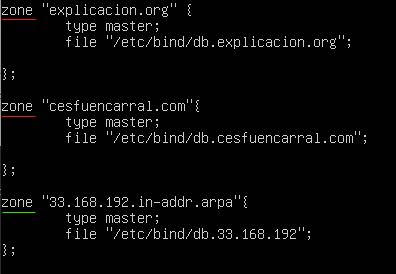 zone "explicacion.org" {
type master;
file "/etc/bind/db.explicacion.org";
};
zone "cesfuencarral.com"{
type master;
file "/etc/bind/db.cesfuencarral.com";
};
zone "33.168.192.in-addr.arpa"{
type master;
file "/etc/bind/db.33.168.192";
};